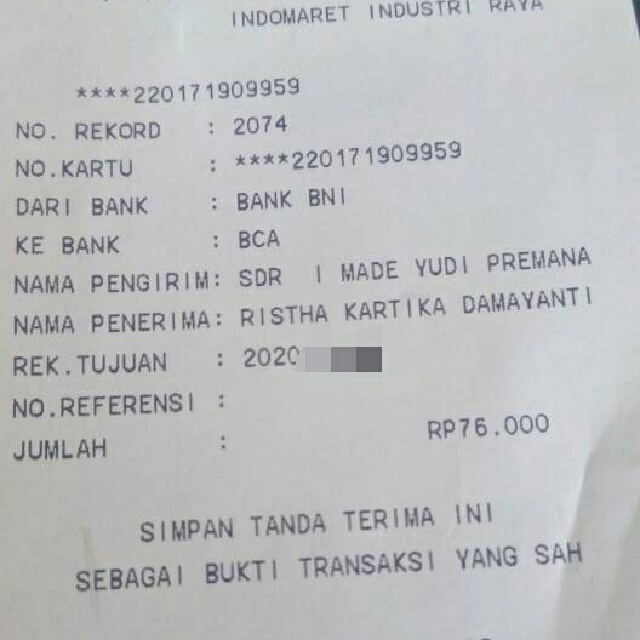 INDOMARET INDUSTRI RAYA
****220171909959
NO. REKORD : 2074
NO.KARTU : ****220171909959
DARI BANK : BANK BNI
KE BANK : BCA
NAMA PENGIRIM: SDR I MADE YUDI PREMANA
NAMA PENERIMA: RISTHA KARTIKA DAMAYANTI
REK.TUJUAN : 2020
NO.REFERENSI :
JUMLAH : RP76.000
SIMPAN TANDA TERIMA INI
SEBAGAI BUKTI TRANSAKSI YANG SAH